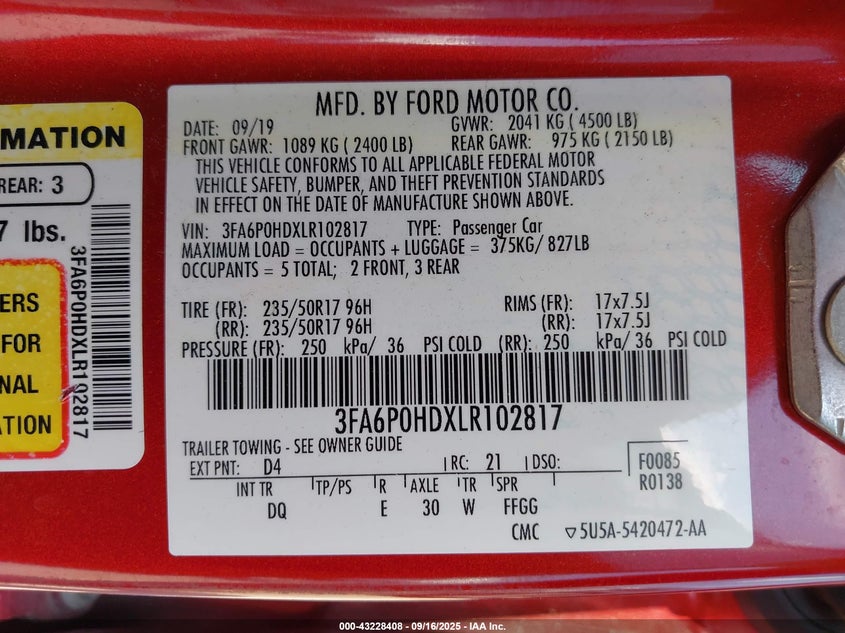 MATION
REAR: 3
7 lbs.
ERS
FOR
NAL
ATION
3FA6P0HDXLR102817
MFD. BY FORD MOTOR CO.
DATE: 09/19 GVWR: 2041 KG ( 4500 LB)
FRONT GAWR: 1089 KG ( 2400 LB) REAR GAWR: 975 KG ( 2150 LB)
THIS VEHICLE CONFORMS TO ALL APPLICABLE FEDERAL MOTOR
VEHICLE SAFETY, BUMPER, AND THEFT PREVENTION STANDARDS
IN EFFECT ON THE DATE OF MANUFACTURE SHOWN ABOVE.
VIN: 3FA6P0HDXLR102817 TYPE: Passenger Car
MAXIMUM LOAD = OCCUPANTS + LUGGAGE = 375KG/ 827LB
OCCUPANTS = 5 TOTAL; 2 FRONT, 3 REAR
TIRE (FR): 235/50R17 96H RIMS (FR): 17x7.5J
(RR): 235/50R17 96H (RR): 17x7.5J
PRESSURE (FR): 250 kPa/ 36 PSI COLD (RR): 250 kPa/ 36 PSI COLD
3FA6P0HDXLR102817
TRAILER TOWING - SEE OWNER GUIDE
EXT PNT: D4 RC: 21 DSO: F0085
INT TR TP/PS R AXLE TR SPR R0138
DQ E 30 W FFGG
CMC ▽5U5A-5420472-AA
000-43228408 - 09/16/2025 - IAA Inc.